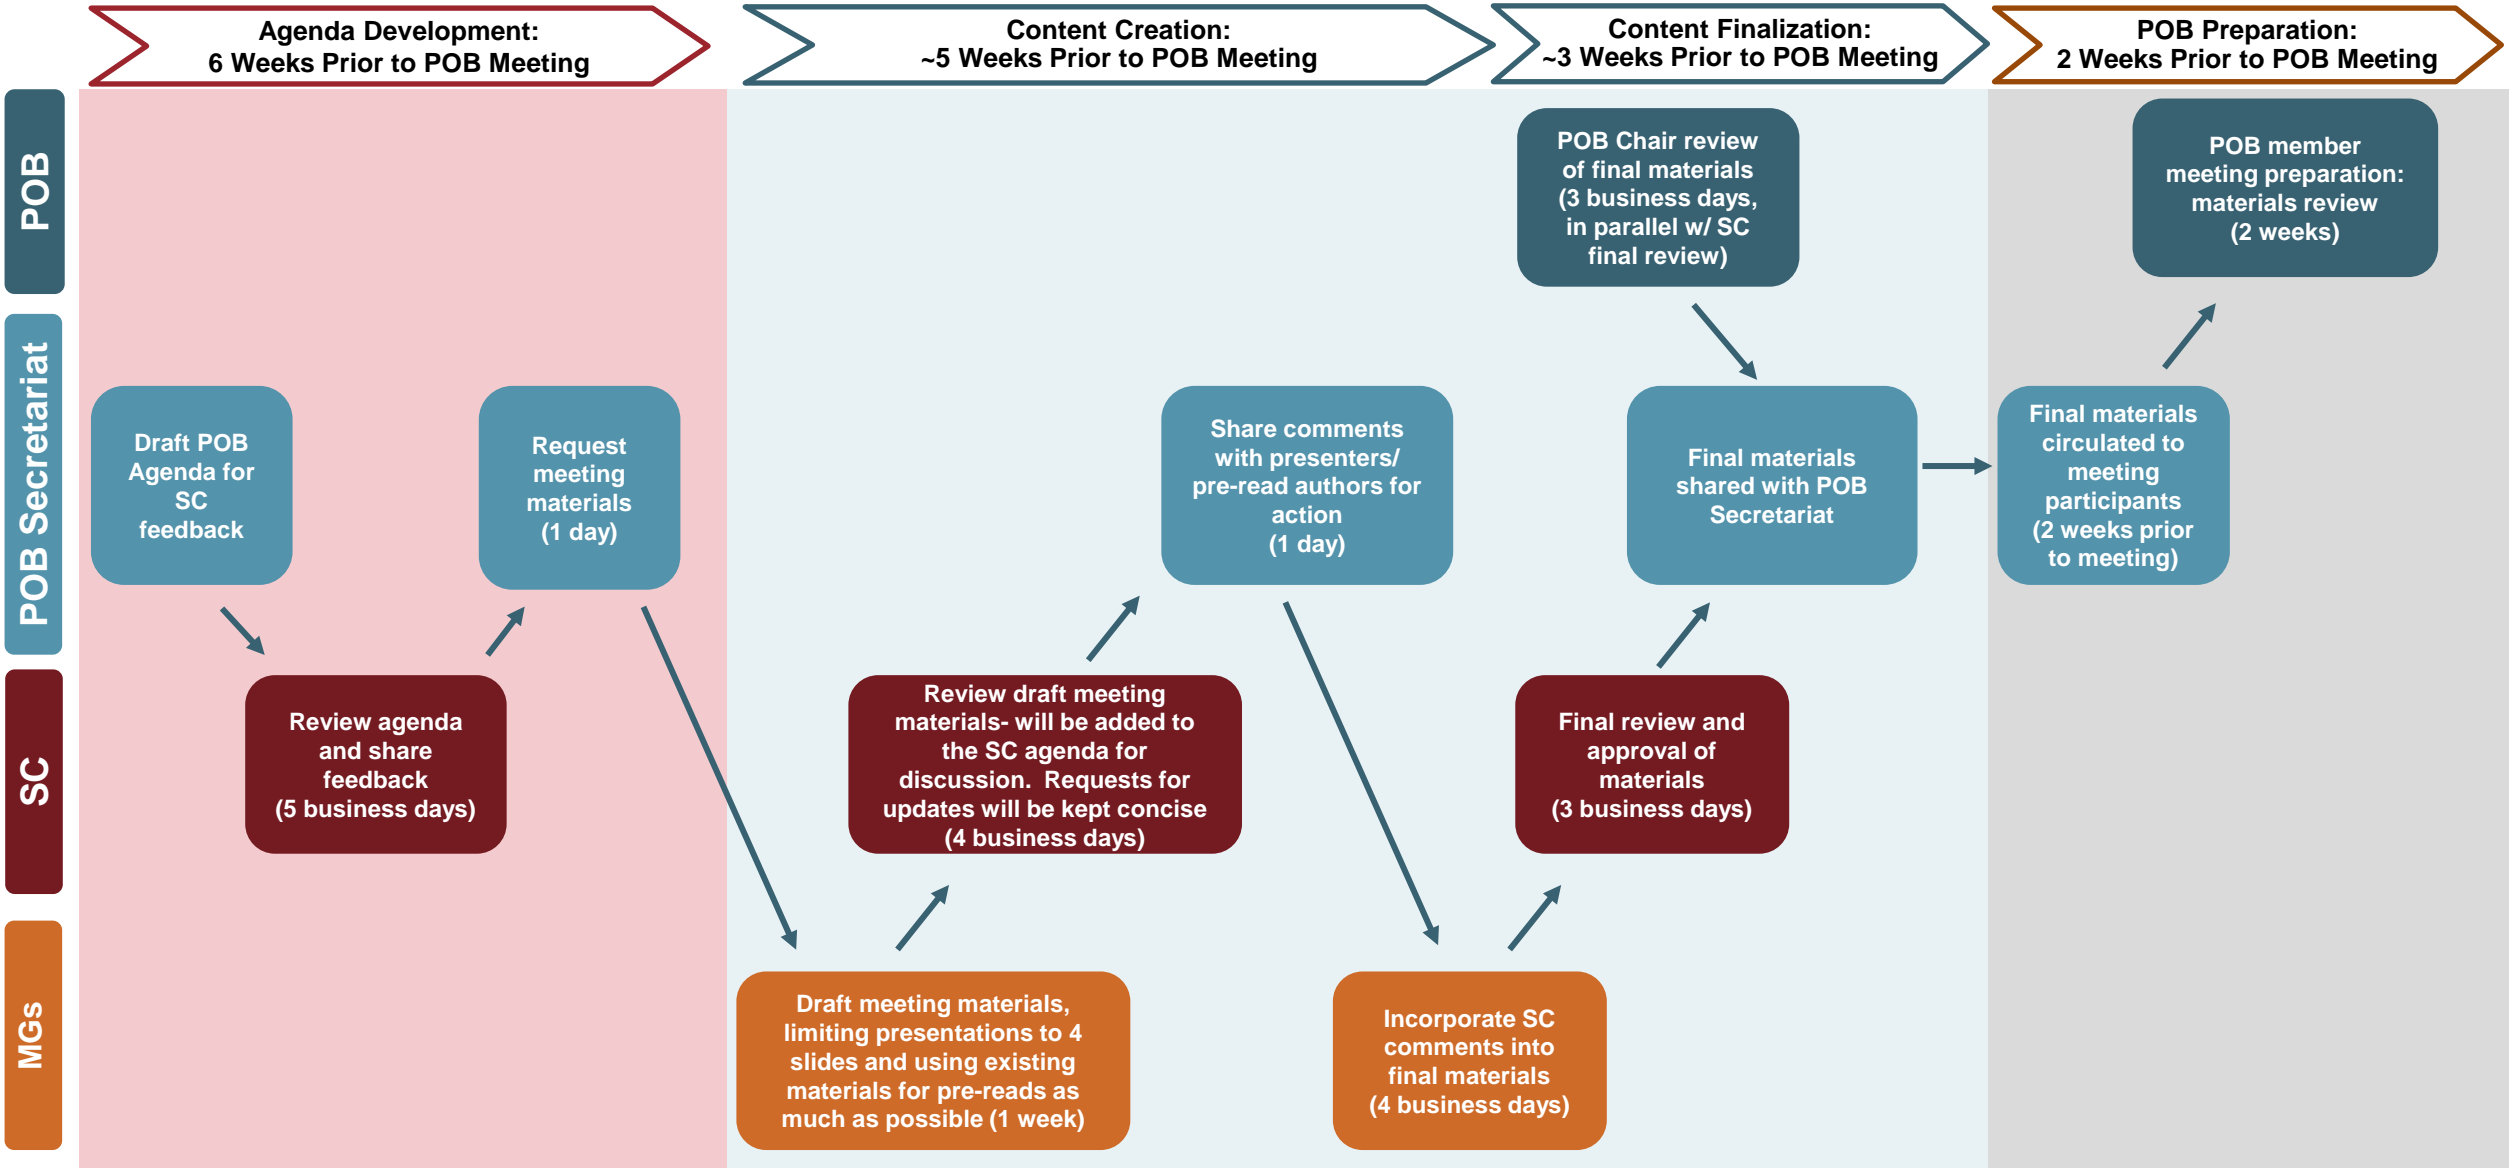 Agenda Development:
6 Weeks Prior to POB Meeting
Content Creation:
~5 Weeks Prior to POB Meeting
Content Finalization:
~3 Weeks Prior to POB Meeting
POB Preparation:
2 Weeks Prior to POB Meeting
POB
POB Chair review
of final materials
(3 business days,
in parallel w/ SC
final review)
POB member
meeting preparation:
materials review
(2 weeks)
POB Secretariat
Draft POB
Agenda for
SC
feedback
Request
meeting
materials
(1 day)
Share comments
with presenters/
pre-read authors for
action
(1 day)
Final materials
shared with POB
Secretariat
Final materials
circulated to
meeting
participants
(2 weeks prior
to meeting)
SC
Review agenda
and share
feedback
(5 business days)
Review draft meeting
materials- will be added to
the SC agenda for
discussion.  Requests for
updates will be kept concise
(4 business days)
Final review and
approval of
materials
(3 business days)
MGs
Draft meeting materials,
limiting presentations to 4
slides and using existing
materials for pre-reads as
much as possible (1 week)
Incorporate SC
comments into
final materials
(4 business days)